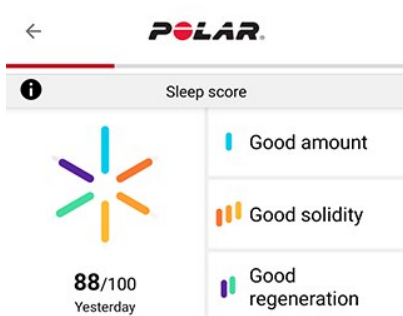 POLAR.
Sleep score
Good amount
Good solidity
Good
regeneration
88/100
Yesterday